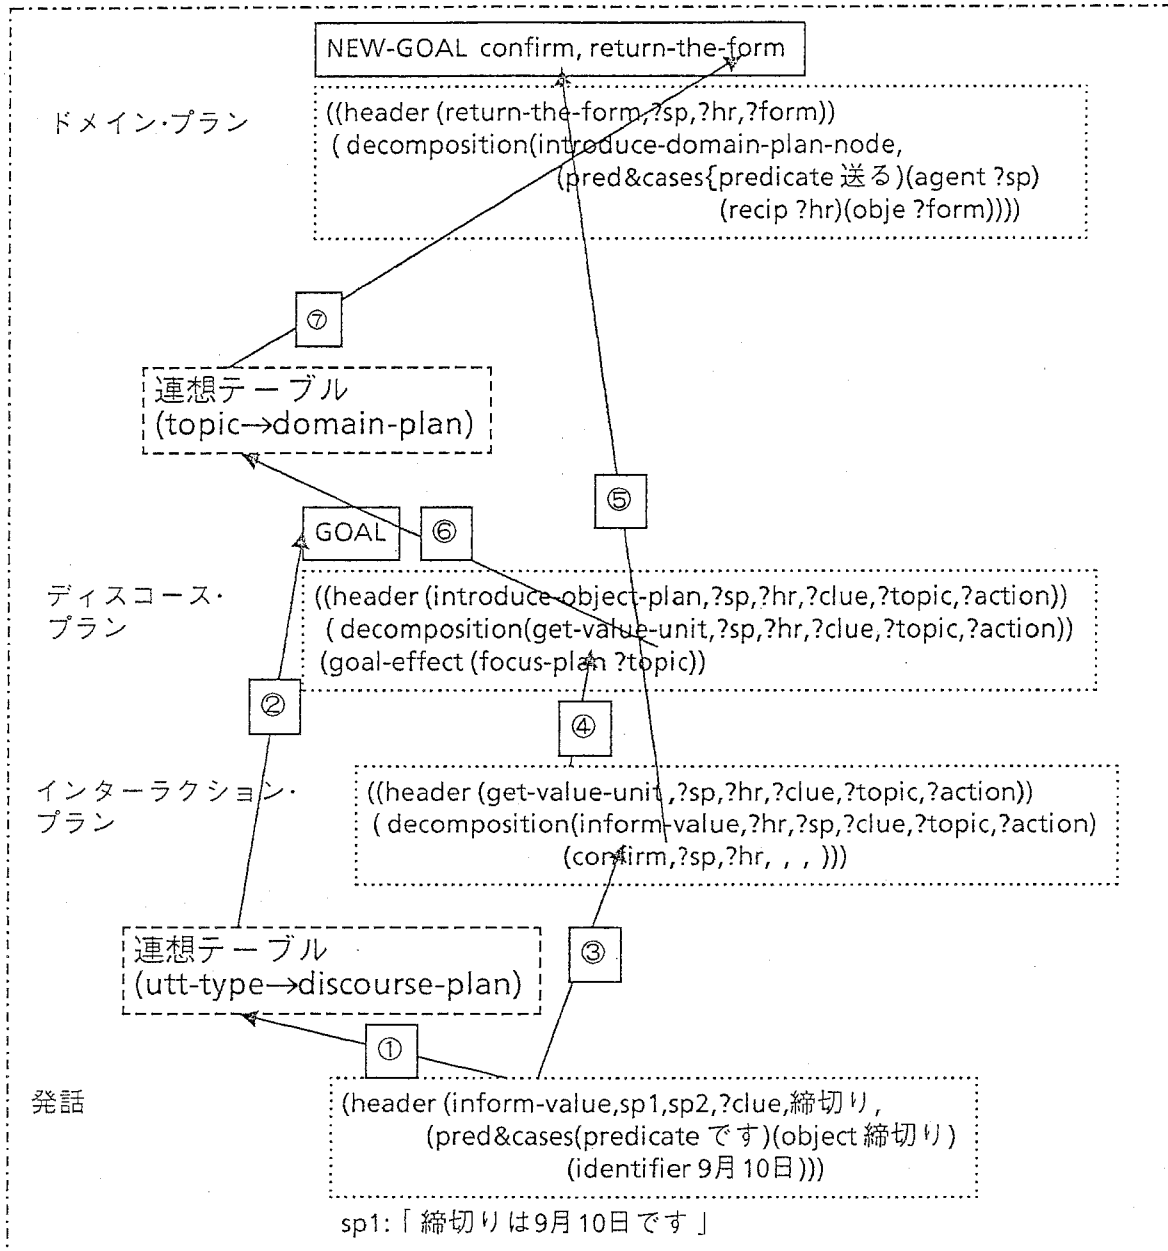 NEW-GOAL confirm, return-the-form
ドメイン・プラン
((header (return-the-form,?sp,?hr,?form))
(decomposition(introduce-domain-plan-node,
(pred&cases{predicate 送る)(agent ?sp)
(recip ?hr)(obje ?form))))
⑦
連想テーブル
(topic→domain-plan)
⑤
GOAL
⑥
ディスコース・
プラン
((header (introduce-object-plan,?sp,?hr,?clue,?topic,?action))
(decomposition(get-value-unit,?sp,?hr,?clue,?topic,?action))
(goal-effect (focus-plan ?topic))
②
④
インターラクション・
プラン
((header (get-value-unit,?sp,?hr,?clue,?topic,?action))
(decomposition(inform-value,?hr,?sp,?clue,?topic,?action)
(confirm,?sp,?hr, , , )))
連想テーブル
(utt-type→discourse-plan)
③
①
発話
(header (inform-value,sp1,sp2,?clue,締切り,
(pred&cases(predicate です)(object 締切り)
(identifier 9月10日)))
sp1:「締切りは9月10日です」